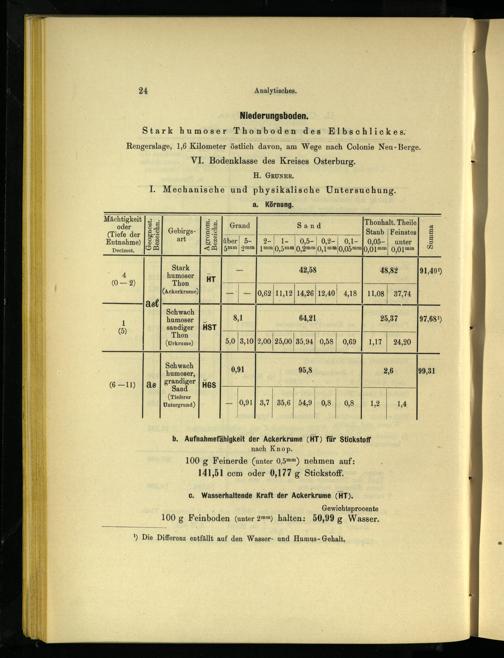 24
Analytisches.
Niederungsboden.
Stark humoser Thonboden des Elbschlickes.
Rengerslage, 1,6 Kilometer östlich davon, am Wege nach Colonie Neu-Berge.
VI. Bodenklasse des Kreises Osterburg.
H. GRUNER.
I. Mechanische und physikalische Untersuchung.
a. Körnung.
Mächtigkeit oder (Tiefe der Entnahme) Decimet. | Geognost. Bezeichn. | Gebirgs-art | Agronom. Bezeichn. | Grand | Sand | Thonhalt. Theile | Summa
über 5mm | 5-2mm | 2-1mm | 1-0,5mm | 0,5-0,2mm | 0,2-0,1mm | 0,1-0,05mm | Staub 0,05-0,01mm | Feinstes unter 0,01mm
4 (0—2) | aet | Stark humoser Thon (Ackerkrume) | HT | — | 42,58 | 48,82 | 91,40¹)
— | — | 0,62 | 11,12 | 14,26 | 12,40 | 4,18 | 11,08 | 37,74
1 (5) | Schwach humoser sandiger Thon (Urkrume) | HST | 8,1 | 64,21 | 25,37 | 97,68¹)
5,0 | 3,10 | 2,00 | 25,00 | 35,94 | 0,58 | 0,69 | 1,17 | 24,20
(6—11) | ae | Schwach humoser, grandiger Sand (Tieferer Untergrund) | HGS | 0,91 | 95,8 | 2,6 | 99,31
— | 0,91 | 3,7 | 35,6 | 54,9 | 0,8 | 0,8 | 1,2 | 1,4
b. Aufnahmefähigkeit der Ackerkrume (HT) für Stickstoff
nach Knop.
100 g Feinerde (unter 0,5mm) nehmen auf:
141,51 ccm oder 0,177 g Stickstoff.
c. Wasserhaltende Kraft der Ackerkrume (HT).
Gewichtsprocente
100 g Feinboden (unter 2mm) halten: 50,99 g Wasser.
¹) Die Differenz entfällt auf den Wasser- und Humus-Gehalt.